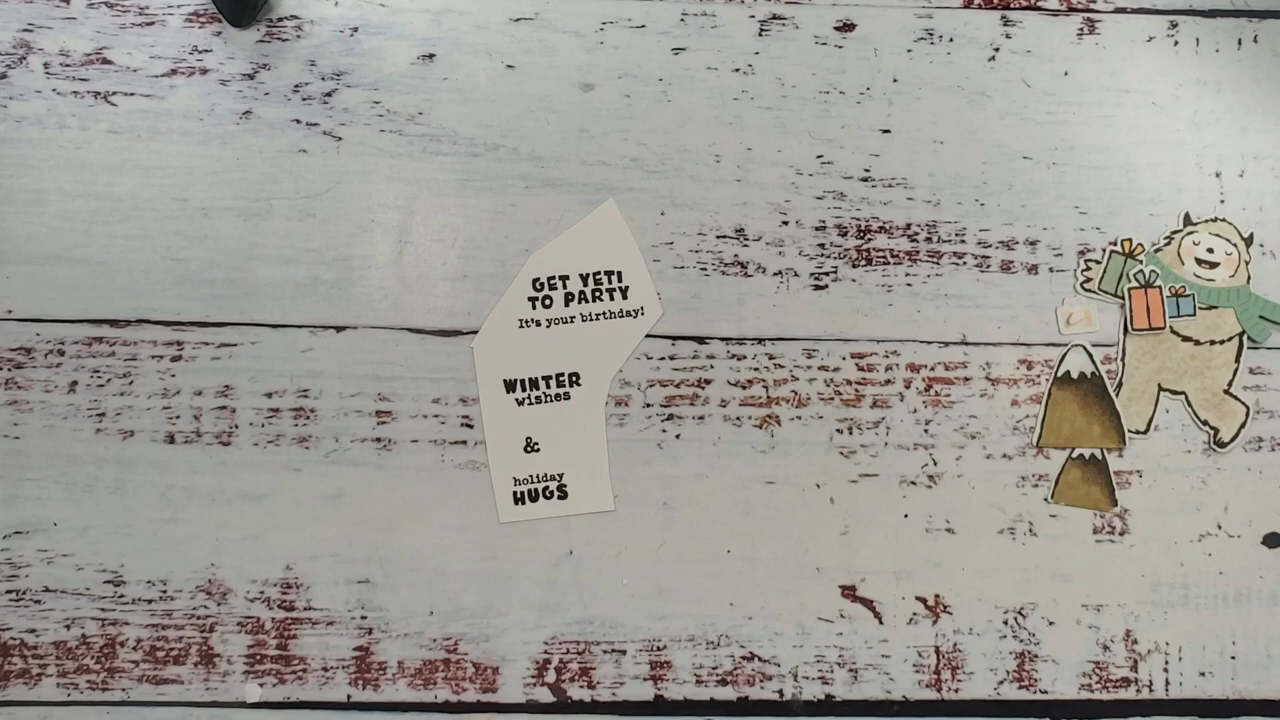 GET YETI
TO PARTY
It's your birthday!
WINTER
wishes
&
holiday
HUGS